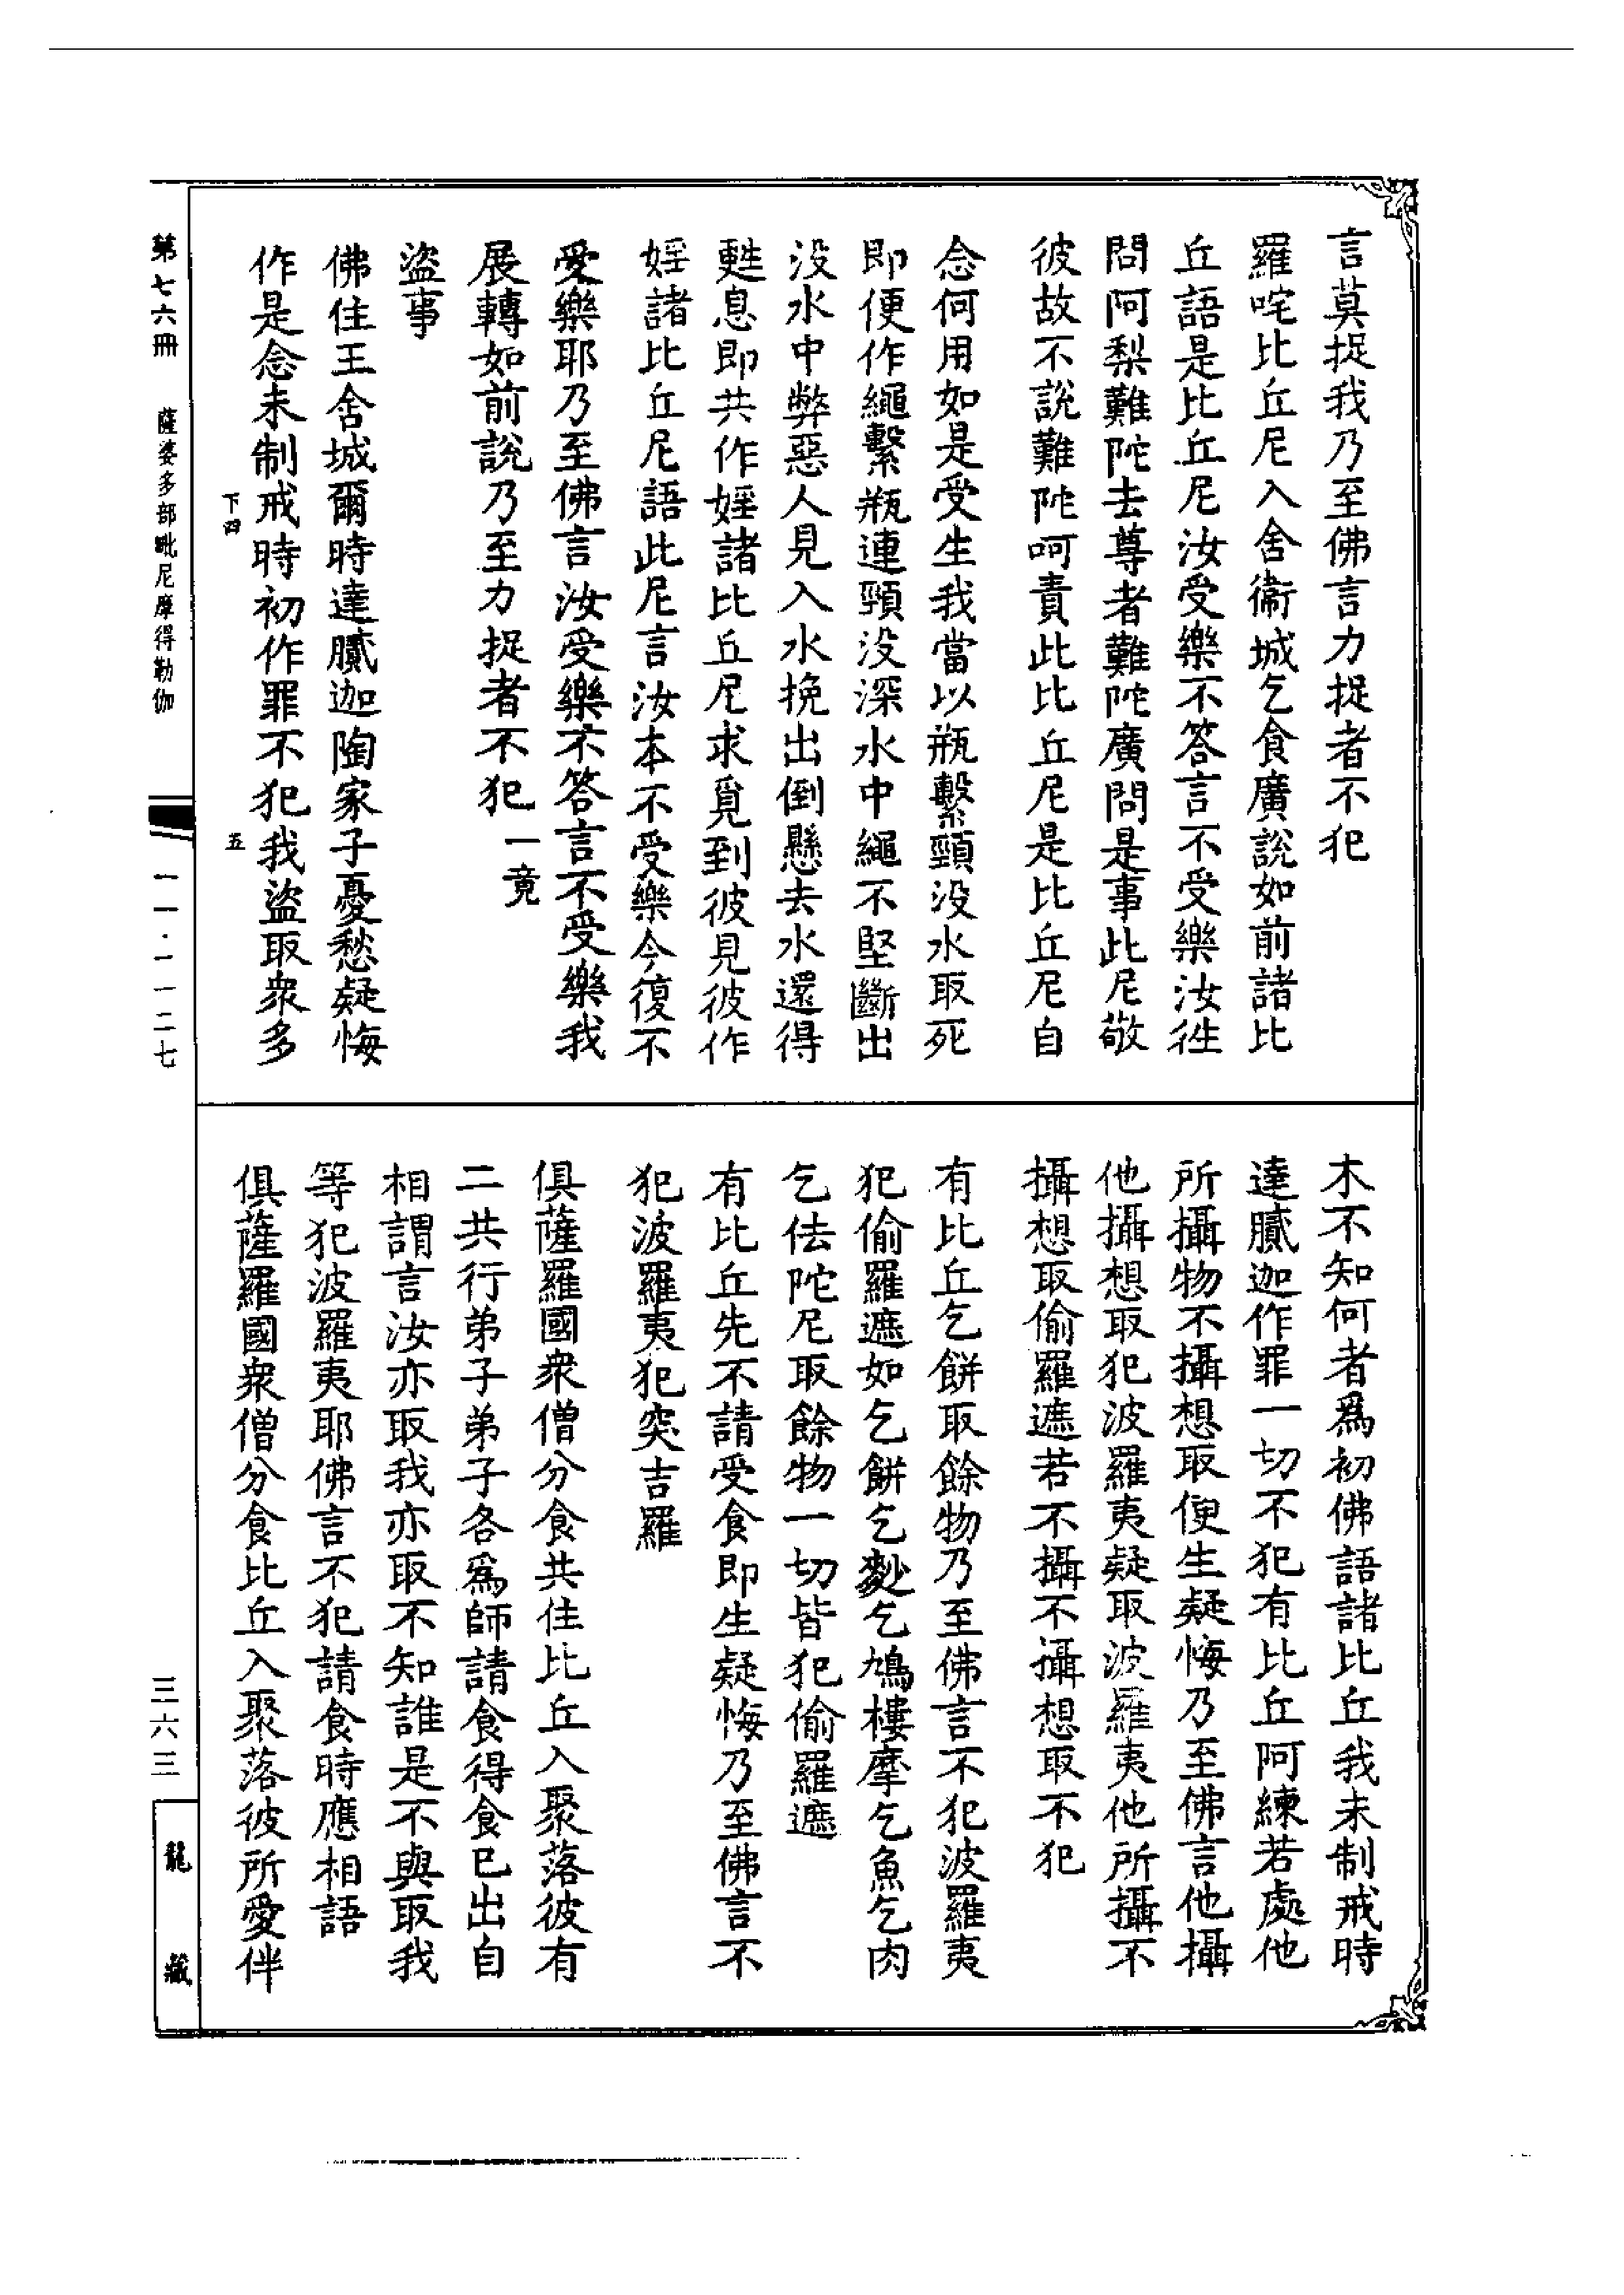 言莫捉我乃至佛言力捉者不犯
羅咤比丘尼入舍衞城乞食廣說如前諸比
丘語是比丘尼汝受樂不答言不受樂汝徃
問阿梨難陀去尊者難陀廣問是事此尼敬
彼故不說難陀呵責此比丘尼是比丘尼自
念何用如是受生我當以瓶繫頸没水取死
即便作繩繫瓶連頸没深水中繩不堅斷出
没水中弊惡人見入水挽出倒懸去水還得
甦息即共作婬諸比丘尼求覓到彼見彼作
婬諸比丘尼語此尼言汝本不受樂今復不
受樂耶乃至佛言汝受樂不答言不受樂我
展轉如前說乃至力捉者不犯一竟
盜事
佛住王舍城爾時達膩迦陶家子憂愁疑悔
作是念未制戒時初作罪不犯我盜取衆多
下四
五
木不知何者爲初佛語諸比丘我未制戒時
達膩迦作罪一切不犯有比丘阿練若處他
所攝物不攝想取便生疑悔乃至佛言他攝
他攝想取犯波羅夷疑取波羅夷他所攝不
攝想取偷羅遮若不攝不攝想取不犯
有比丘乞餅取餘物乃至佛言不犯波羅夷
犯偷羅遮如乞餅乞麨乞鳩樓摩乞魚乞肉
乞佉陀尼取餘物一切皆犯偷羅遮
有比丘先不請受食即生疑悔乃至佛言不
犯波羅夷犯突吉羅
俱薩羅國衆僧分食共住比丘入聚落彼有
二共行弟子弟子各爲師請食得食已出自
相謂言汝亦取我亦取不知誰是不與取我
等犯波羅夷耶佛言不犯請食時應相語
俱薩羅國衆僧分食比丘入聚落彼所愛伴
第七六冊　薩婆多部毗尼摩得勒伽
一一·一一二七
三六三
龍藏